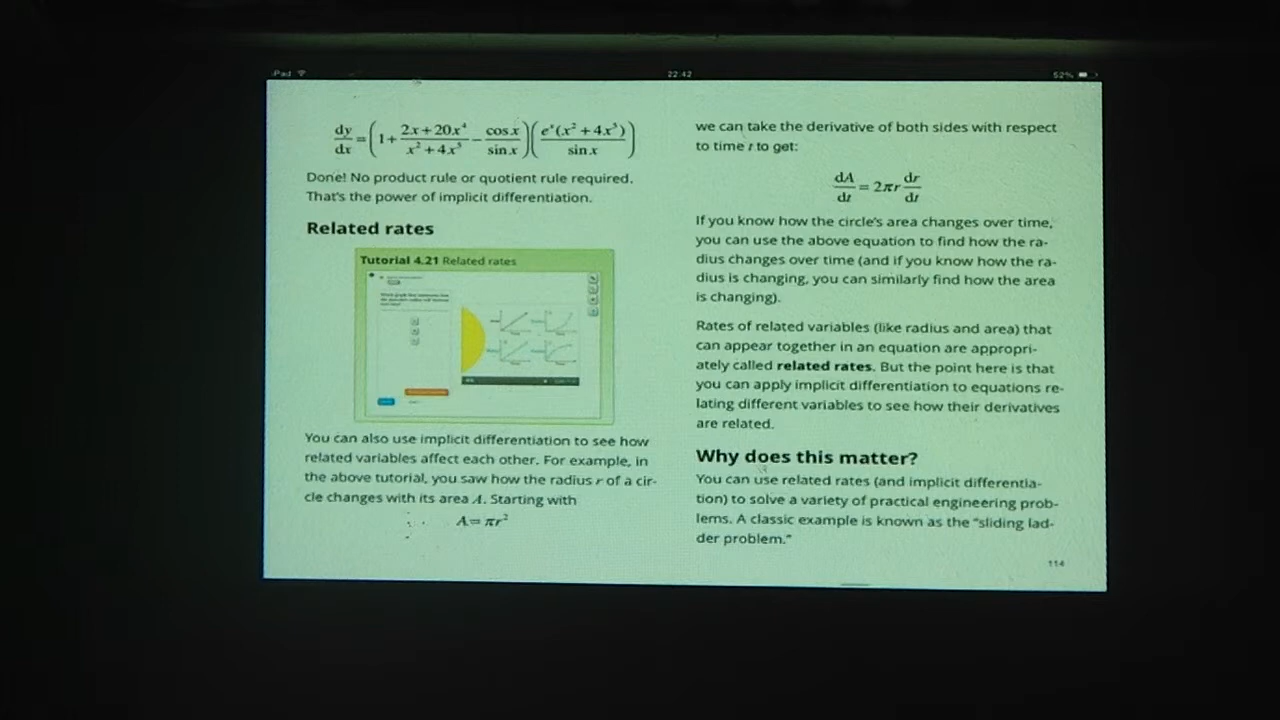 iPad
22:42
52%
dy/dx = (1 + (2x + 20x⁴)/(x² + 4x⁵) − cos x/sin x)(eˣ(x² + 4x⁵)/sin x)
Done! No product rule or quotient rule required.
That's the power of implicit differentiation.
Related rates
Tutorial 4.21 Related rates
You can also use implicit differentiation to see how
related variables affect each other. For example, in
the above tutorial, you saw how the radius r of a cir-
cle changes with its area A. Starting with
A = πr²
we can take the derivative of both sides with respect
to time t to get:
dA/dt = 2πr dr/dt
If you know how the circle's area changes over time,
you can use the above equation to find how the ra-
dius changes over time (and if you know how the ra-
dius is changing, you can similarly find how the area
is changing).
Rates of related variables (like radius and area) that
can appear together in an equation are appropri-
ately called related rates. But the point here is that
you can apply implicit differentiation to equations re-
lating different variables to see how their derivatives
are related.
Why does this matter?
You can use related rates (and implicit differentia-
tion) to solve a variety of practical engineering prob-
lems. A classic example is known as the "sliding lad-
der problem."
114